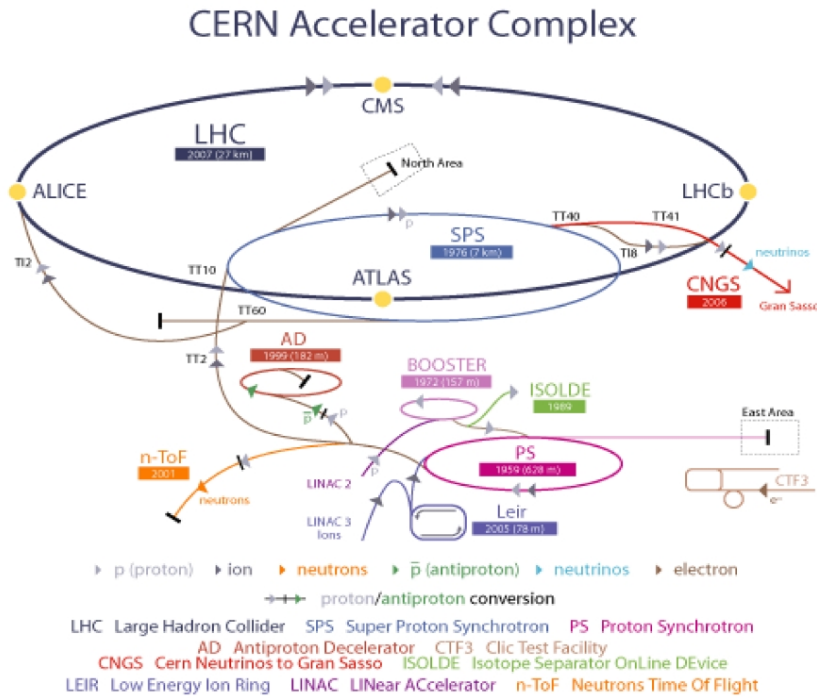 CERN Accelerator Complex
CMS
LHC
2007 (27 km)
North Area
ALICE
LHCb
p
TT40
TT41
SPS
1976 (7 km)
TI2
TT10
TI8
neutrinos
ATLAS
CNGS
2006
Gran Sasso
TT60
AD
1999 (182 m)
TT2
BOOSTER
1972 (157 m)
ISOLDE
1989
p̅
p
East Area
n-ToF
2001
PS
1959 (628 m)
LINAC 2
p
neutrons
CTF3
e⁻
LINAC 3
Ions
Leir
2005 (78 m)
p (proton) ion neutrons p̅ (antiproton) neutrinos electron
proton/antiproton conversion
LHC Large Hadron Collider SPS Super Proton Synchrotron PS Proton Synchrotron
AD Antiproton Decelerator CTF3 Clic Test Facility
CNGS Cern Neutrinos to Gran Sasso ISOLDE Isotope Separator OnLine DEvice
LEIR Low Energy Ion Ring LINAC LINear ACcelerator n-ToF Neutrons Time Of Flight